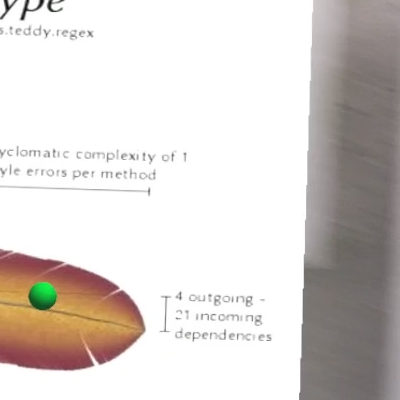 ype
s.teddy.regex
yclomatic complexity of 1
yle errors per method
4 outgoing -
21 incoming
dependencies